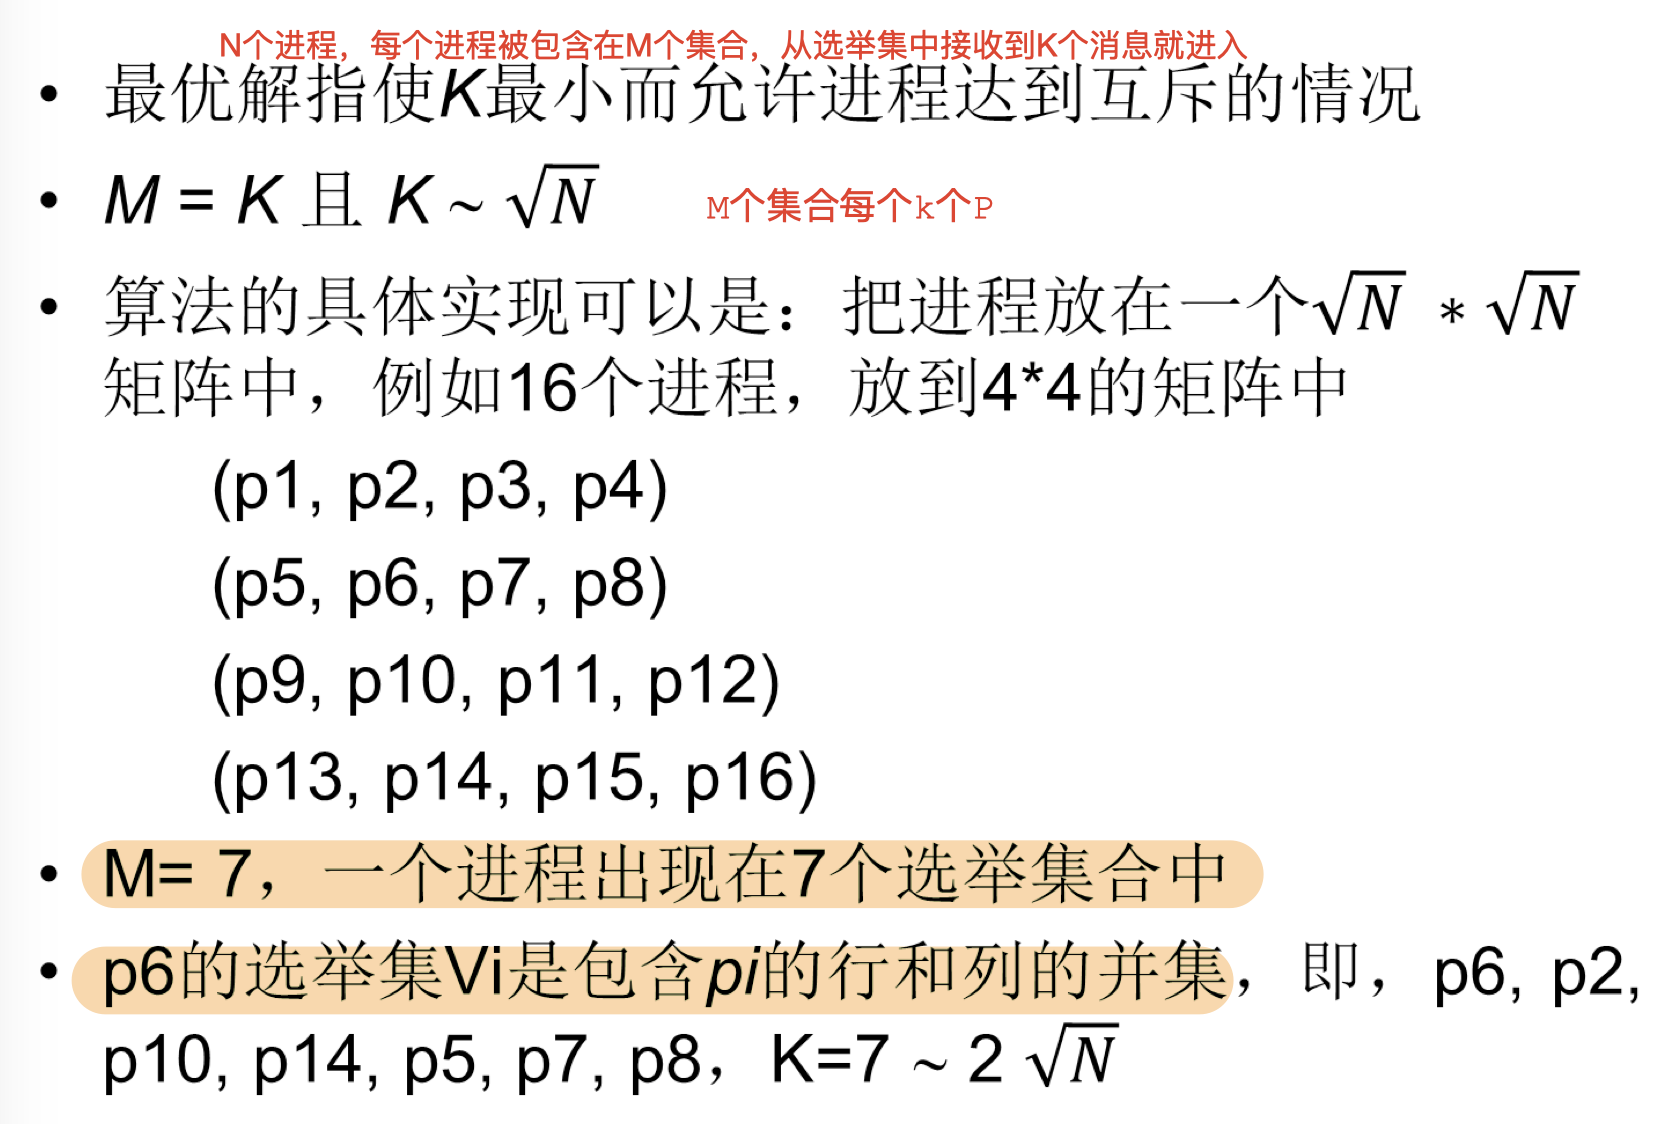 N个进程，每个进程被包含在M个集合，从选举集中接收到K个消息就进入
• 最优解指使K最小而允许进程达到互斥的情况
• M = K 且 K ~ √N
M个集合每个k个P
• 算法的具体实现可以是：把进程放在一个√N * √N
矩阵中，例如16个进程，放到4*4的矩阵中
(p1, p2, p3, p4)
(p5, p6, p7, p8)
(p9, p10, p11, p12)
(p13, p14, p15, p16)
• M= 7，一个进程出现在7个选举集合中
• p6的选举集Vi是包含pi的行和列的并集，即，p6, p2,
p10, p14, p5, p7, p8，K=7 ~ 2 √N